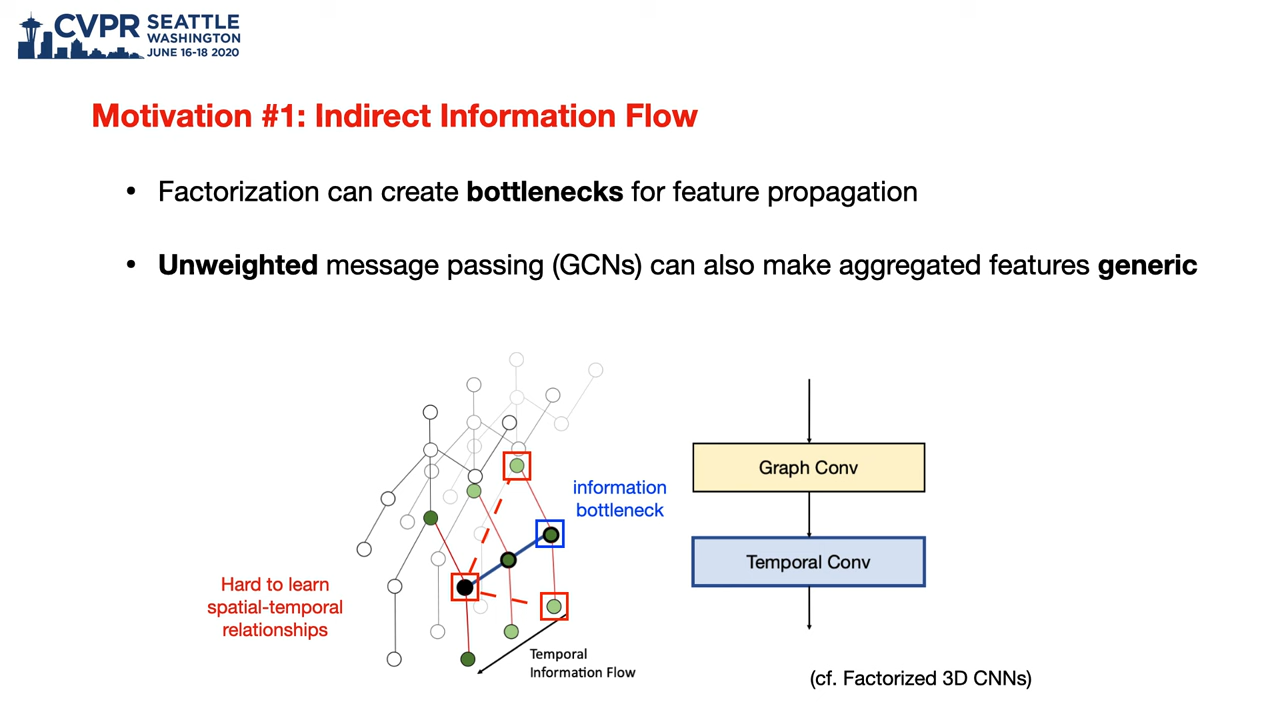 CVPR SEATTLE
WASHINGTON
JUNE 16-18 2020
Motivation #1: Indirect Information Flow
• Factorization can create bottlenecks for feature propagation
• Unweighted message passing (GCNs) can also make aggregated features generic
information
bottleneck
Hard to learn
spatial-temporal
relationships
Temporal
Information Flow
Graph Conv
Temporal Conv
(cf. Factorized 3D CNNs)